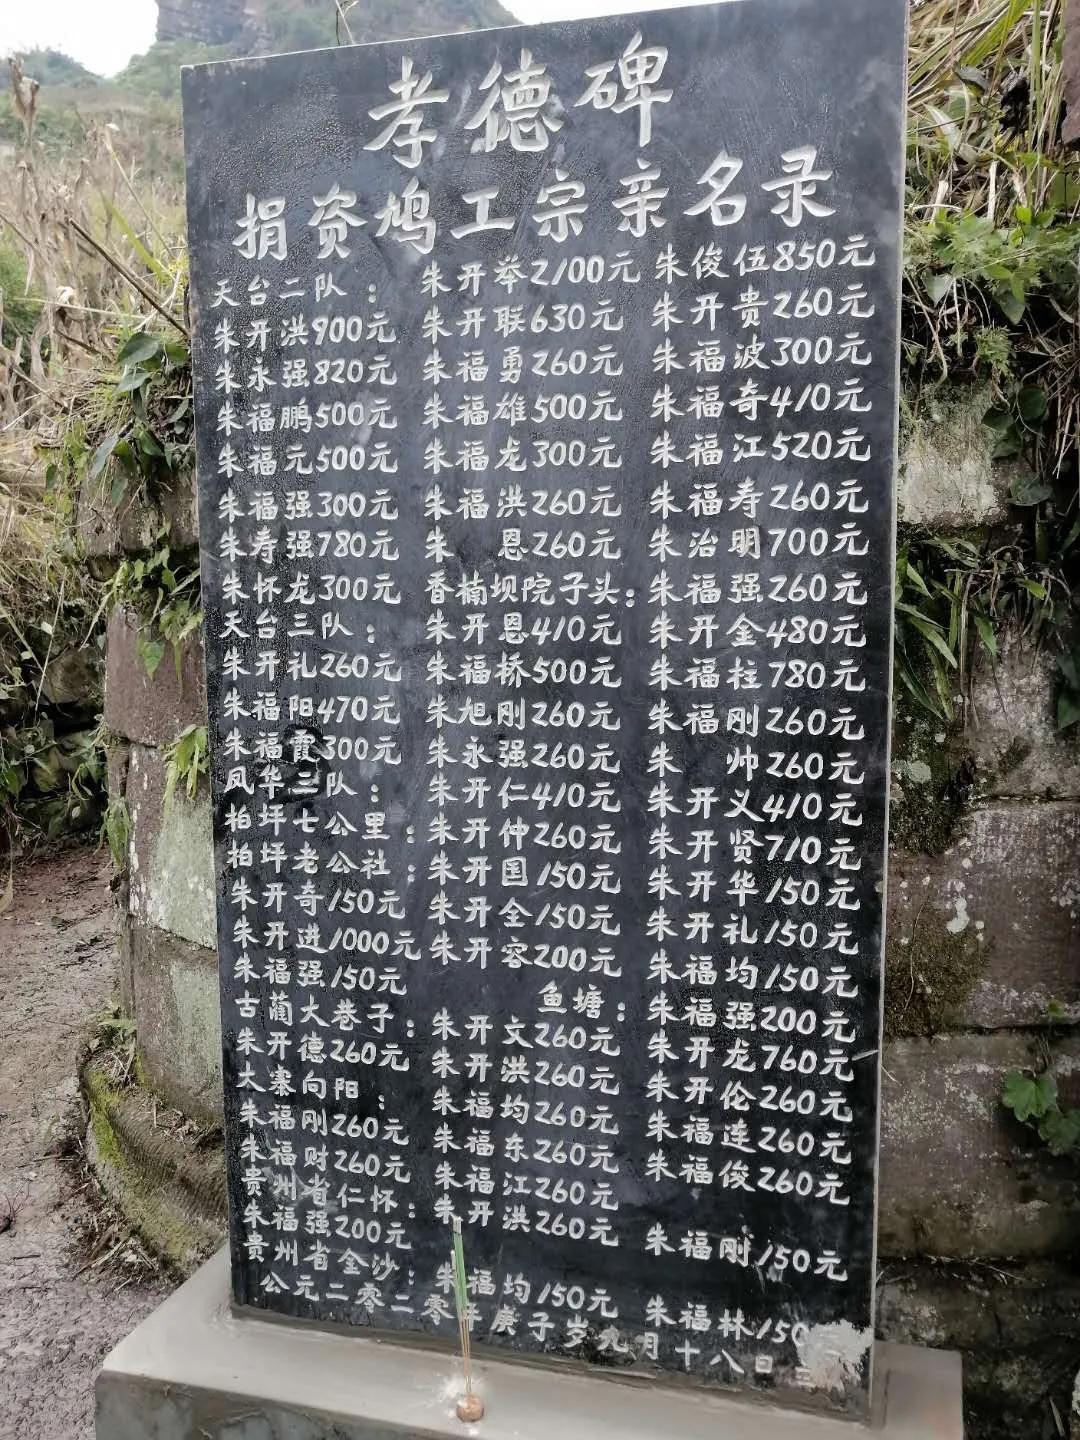 孝德碑
捐资鸠工宗亲名录
天台二队： 朱开举2100元 朱俊伍850元
朱开洪900元 朱开联630元 朱开贵260元
朱永强820元 朱福勇260元 朱福波300元
朱福鹏500元 朱福雄500元 朱福奇410元
朱福元500元 朱福龙300元 朱福江520元
朱福强300元 朱福洪260元 朱福寿260元
朱寿强780元 朱 恩260元 朱治明700元
朱怀龙300元 香楠坝院子头： 朱福强260元
天台三队： 朱开恩410元 朱开金480元
朱开礼260元 朱福桥500元 朱福柱780元
朱福阳470元 朱旭刚260元 朱福刚260元
朱福霞300元 朱永强260元 朱 帅260元
凤华三队： 朱开仁410元 朱开义410元
柏坪七公里： 朱开仲260元 朱开贤710元
柏坪老公社： 朱开国150元 朱开华150元
朱开奇150元 朱开全150元 朱开礼150元
朱开进1000元 朱开容200元 朱福均150元
朱福强150元 鱼塘： 朱福强200元
古蔺大巷子： 朱开文260元 朱开龙760元
朱开德260元 朱开洪260元 朱开伦260元
太寨向阳： 朱福均260元 朱福连260元
朱福刚260元 朱福东260元 朱福俊260元
朱福财260元 朱福江260元
贵州省仁怀： 朱开洪260元 朱福刚150元
朱福强200元
贵州省金沙： 朱福均150元 朱福林150
公元二零二零年庚子岁九月十八日